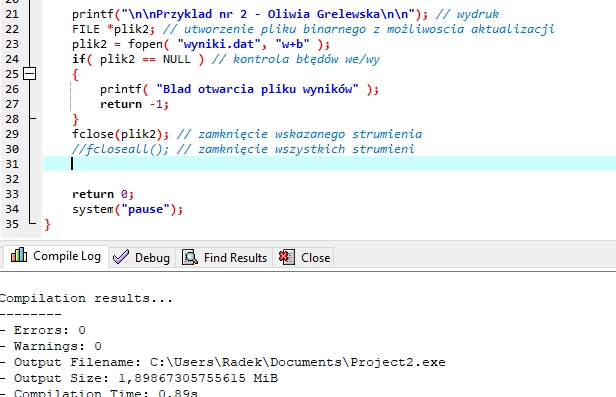 21 printf("\n\nPrzyklad nr 2 - Oliwia Grelewska\n\n"); // wydruk
22 FILE *plik2; // utworzenie pliku binarnego z możliwoscia aktualizacji
23 plik2 = fopen( "wyniki.dat", "w+b" );
24 if( plik2 == NULL ) // kontrola błędów we/wy
25 {
26 printf( "Blad otwarcia pliku wyników" );
27 return -1;
28 }
29 fclose(plik2); // zamknięcie wskazanego strumienia
30 //fcloseall(); // zamknięcie wszystkich strumieni
31
32
33 return 0;
34 system("pause");
35 }
Compile Log Debug Find Results Close
Compilation results...
--------
- Errors: 0
- Warnings: 0
- Output Filename: C:\Users\Radek\Documents\Project2.exe
- Output Size: 1,89867305755615 MiB
- Compilation Time: 0.89s